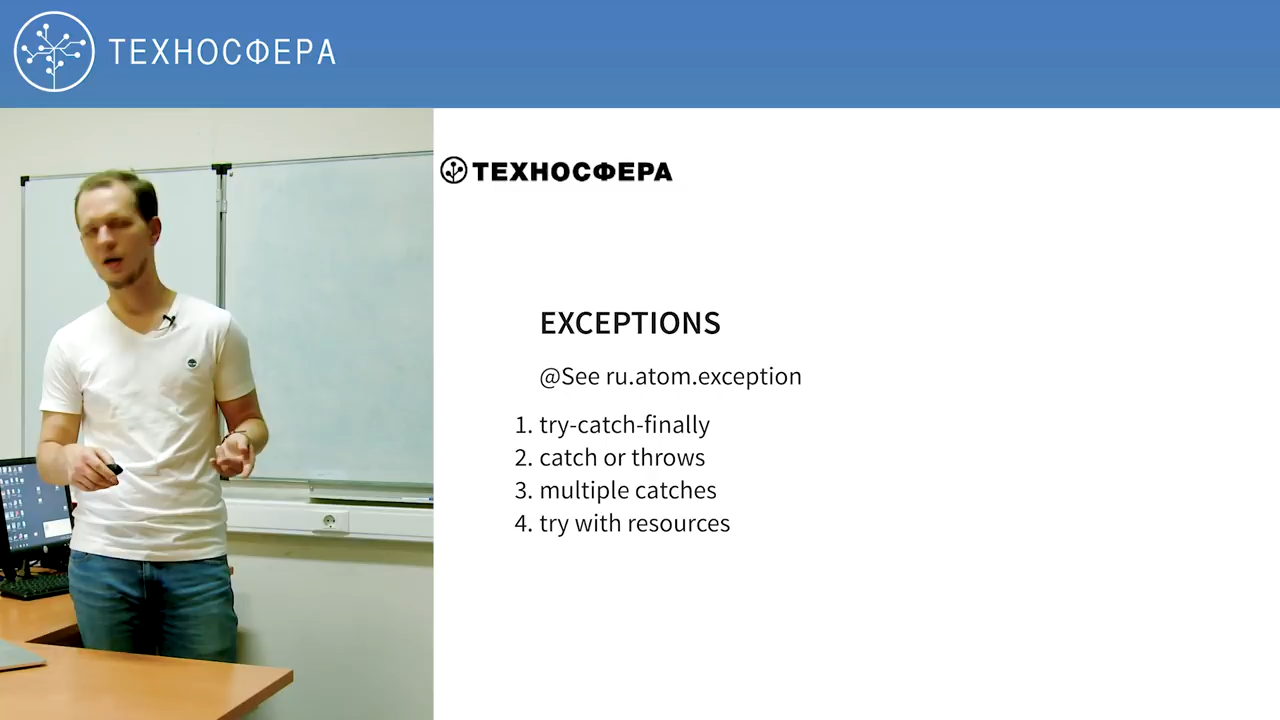 ТЕХНОСФЕРА
ТЕХНОСФЕРА
EXCEPTIONS
@See ru.atom.exception
1. try-catch-finally
2. catch or throws
3. multiple catches
4. try with resources